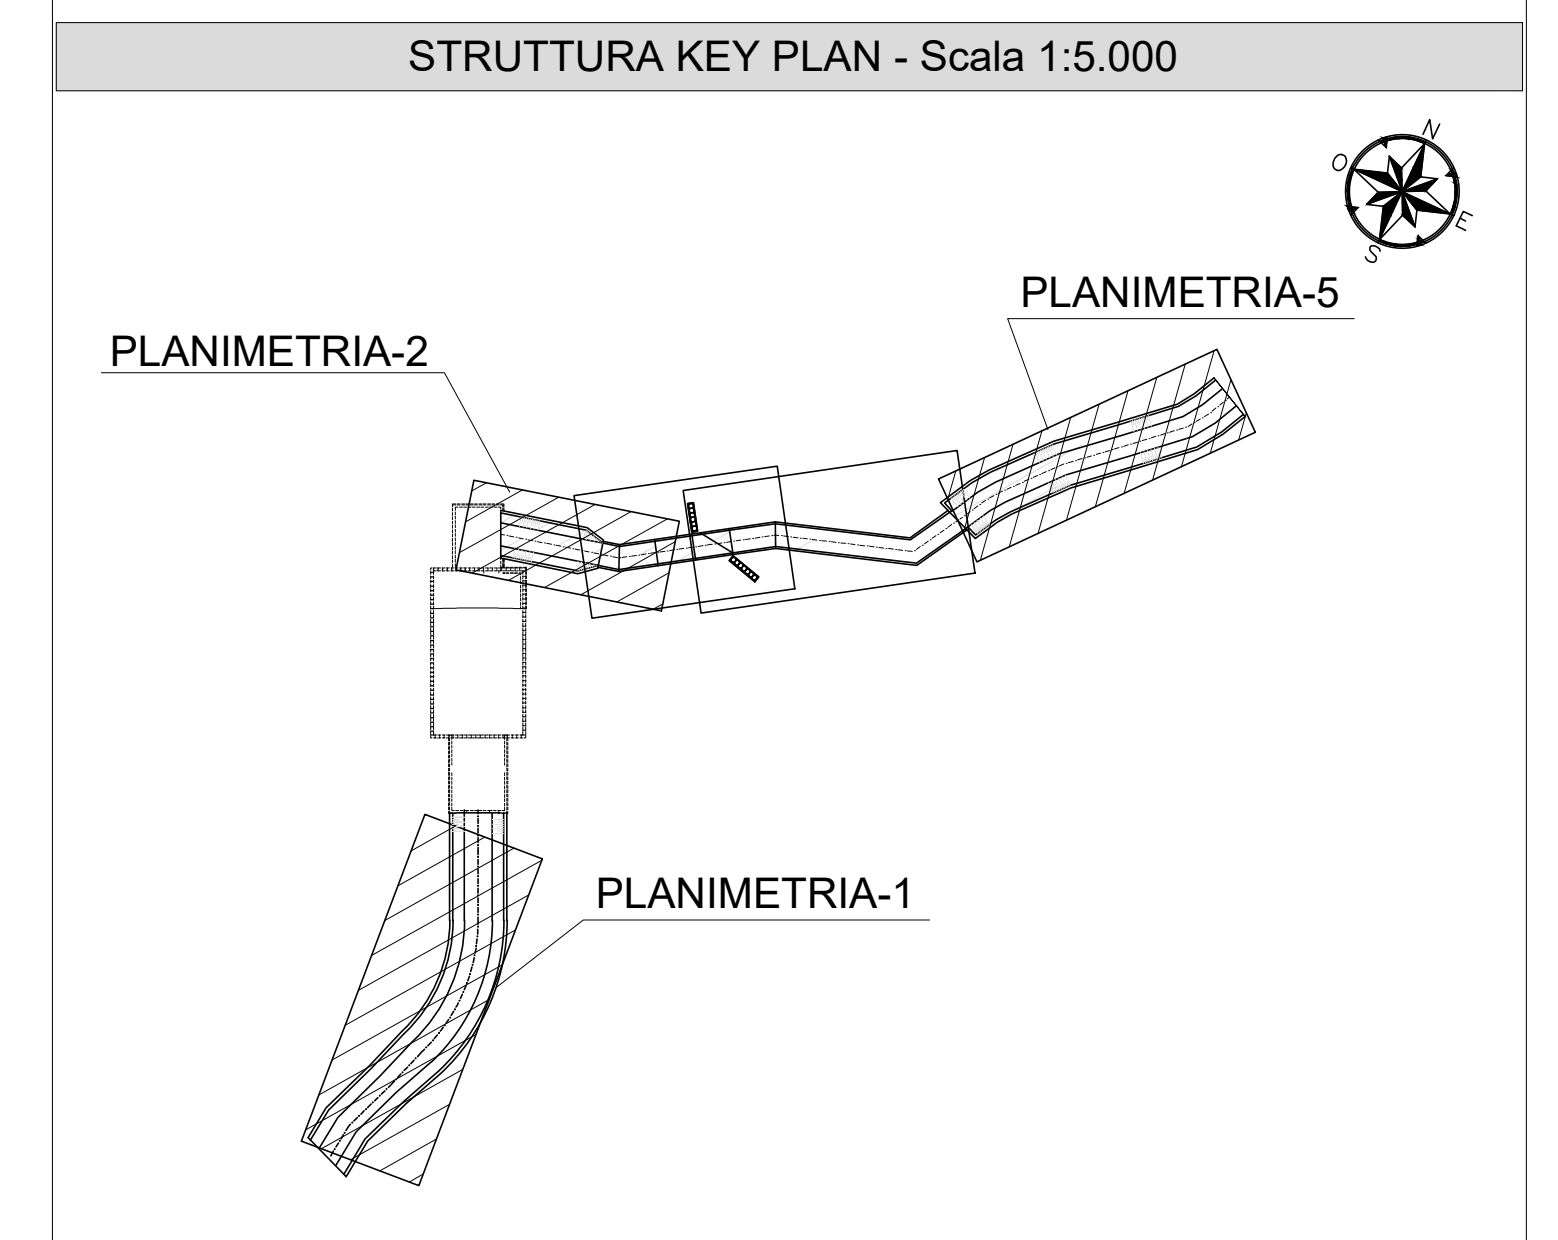 STRUTTURA KEY PLAN - Scala 1:5.000
N
O
E
S
PLANIMETRIA-5
PLANIMETRIA-2
PLANIMETRIA-1